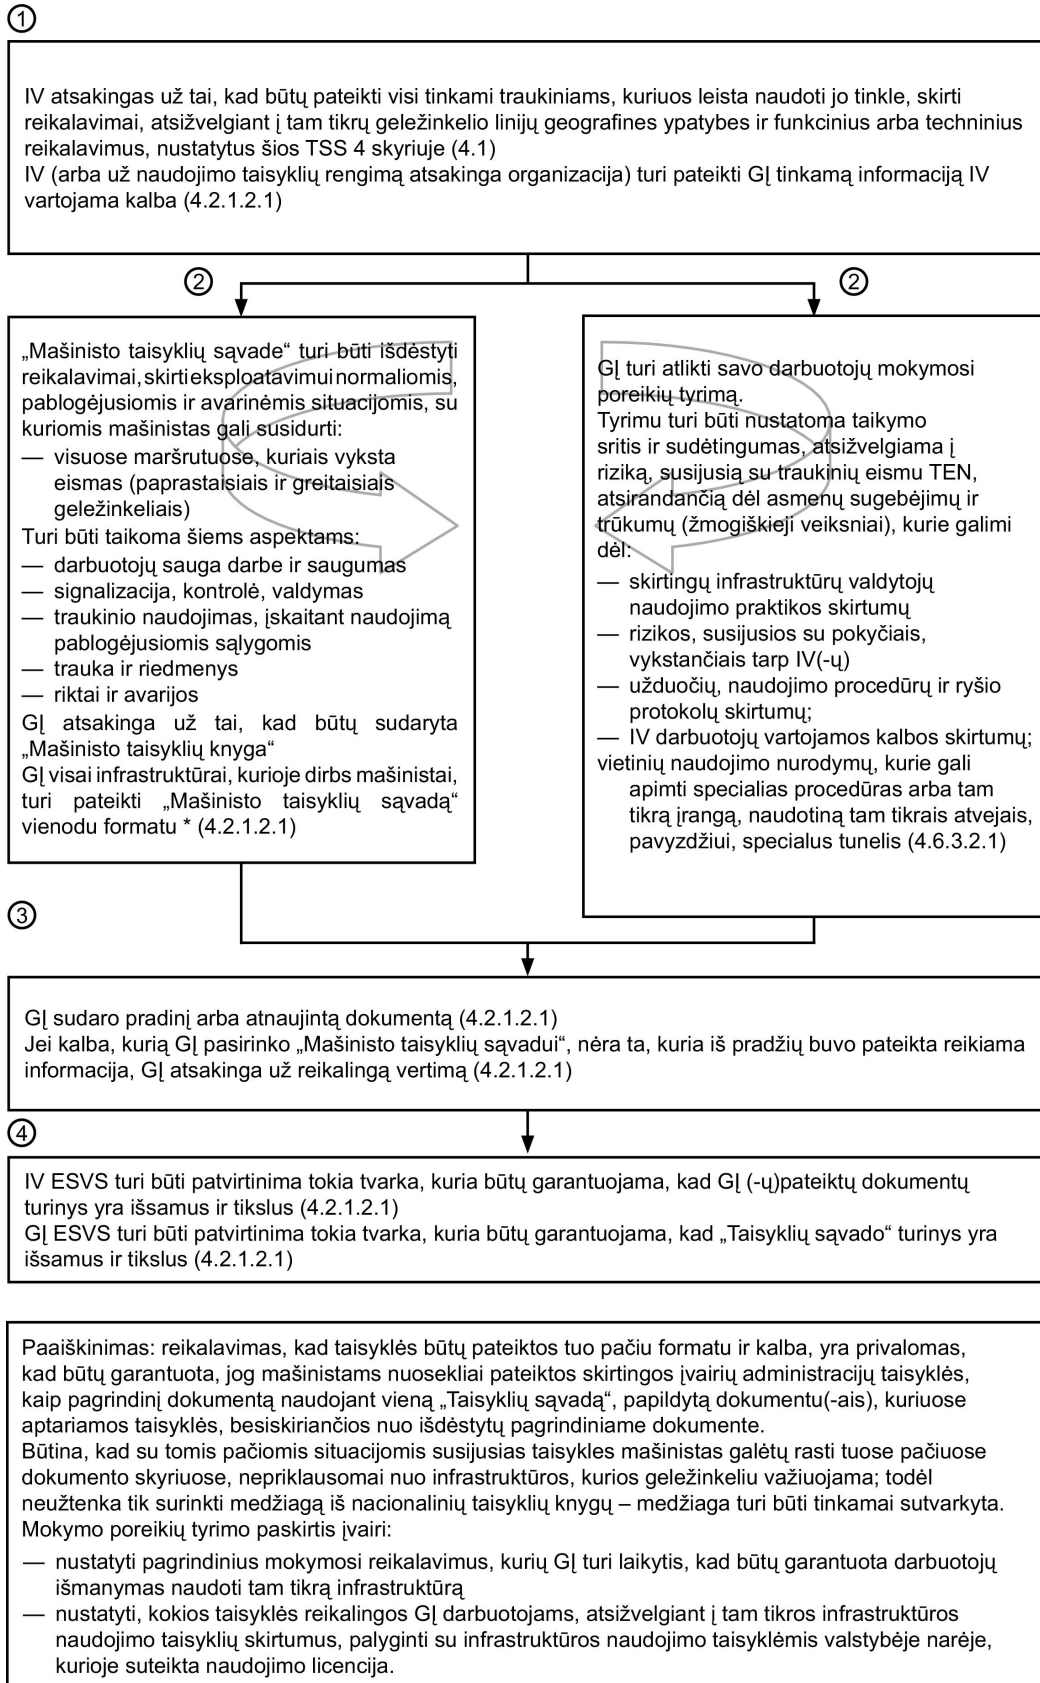 ①
IV atsakingas už tai, kad būtų pateikti visi tinkami traukiniams, kuriuos leista naudoti jo tinkle, skirti
reikalavimai, atsižvelgiant į tam tikrų geležinkelio linijų geografines ypatybes ir funkcinius arba techninius
reikalavimus, nustatytus šios TSS 4 skyriuje (4.1)
IV (arba už naudojimo taisyklių rengimą atsakinga organizacija) turi pateikti GĮ tinkamą informaciją IV
vartojama kalba (4.2.1.2.1)
②
②
„Mašinisto taisyklių sąvade“ turi būti išdėstyti
reikalavimai, skirti eksploatavimui normaliomis,
pablogėjusiomis ir avarinėmis situacijomis, su
kuriomis mašinistas gali susidurti:
— visuose maršrutuose, kuriais vyksta
eismas (paprastaisiais ir greitaisiais
geležinkeliais)
Turi būti taikoma šiems aspektams:
— darbuotojų sauga darbe ir saugumas
— signalizacija, kontrolė, valdymas
— traukinio naudojimas, įskaitant naudojimą
pablogėjusiomis sąlygomis
— trauka ir riedmenys
— riktai ir avarijos
GĮ atsakinga už tai, kad būtų sudaryta
„Mašinisto taisyklių knyga“
GĮ visai infrastruktūrai, kurioje dirbs mašinistai,
turi pateikti „Mašinisto taisyklių sąvadą“
vienodu formatu * (4.2.1.2.1)
GĮ turi atlikti savo darbuotojų mokymosi
poreikių tyrimą.
Tyrimu turi būti nustatoma taikymo
sritis ir sudėtingumas, atsižvelgiama į
riziką, susijusią su traukinių eismu TEN,
atsirandančią dėl asmenų sugebėjimų ir
trūkumų (žmogiškieji veiksniai), kurie galimi
dėl:
— skirtingų infrastruktūrų valdytojų
naudojimo praktikos skirtumų
— rizikos, susijusios su pokyčiais,
vykstančiais tarp IV(-ų)
— užduočių, naudojimo procedūrų ir ryšio
protokolų skirtumų;
— IV darbuotojų vartojamos kalbos skirtumų;
vietinių naudojimo nurodymų, kurie gali
apimti specialias procedūras arba tam
tikrą įrangą, naudotiną tam tikrais atvejais,
pavyzdžiui, specialus tunelis (4.6.3.2.1)
③
GĮ sudaro pradinį arba atnaujintą dokumentą (4.2.1.2.1)
Jei kalba, kurią GĮ pasirinko „Mašinisto taisyklių sąvadui“, nėra ta, kuria iš pradžių buvo pateikta reikiama
informacija, GĮ atsakinga už reikalingą vertimą (4.2.1.2.1)
④
IV ESVS turi būti patvirtinima tokia tvarka, kuria būtų garantuojama, kad GĮ (-ų)pateiktų dokumentų
turinys yra išsamus ir tikslus (4.2.1.2.1)
GĮ ESVS turi būti patvirtinima tokia tvarka, kuria būtų garantuojama, kad „Taisyklių sąvado“ turinys yra
išsamus ir tikslus (4.2.1.2.1)
Paaiškinimas: reikalavimas, kad taisyklės būtų pateiktos tuo pačiu formatu ir kalba, yra privalomas,
kad būtų garantuota, jog mašinistams nuosekliai pateiktos skirtingos įvairių administracijų taisyklės,
kaip pagrindinį dokumentą naudojant vieną „Taisyklių sąvadą“, papildytą dokumentu(-ais), kuriuose
aptariamos taisyklės, besiskiriančios nuo išdėstytų pagrindiniame dokumente.
Būtina, kad su tomis pačiomis situacijomis susijusias taisykles mašinistas galėtų rasti tuose pačiuose
dokumento skyriuose, nepriklausomai nuo infrastruktūros, kurios geležinkeliu važiuojama; todėl
neužtenka tik surinkti medžiagą iš nacionalinių taisyklių knygų – medžiaga turi būti tinkamai sutvarkyta.
Mokymo poreikių tyrimo paskirtis įvairi:
— nustatyti pagrindinius mokymosi reikalavimus, kurių GĮ turi laikytis, kad būtų garantuota darbuotojų
išmanymas naudoti tam tikrą infrastruktūrą
— nustatyti, kokios taisyklės reikalingos GĮ darbuotojams, atsižvelgiant į tam tikros infrastruktūros
naudojimo taisyklių skirtumus, palyginti su infrastruktūros naudojimo taisyklėmis valstybėje narėje,
kurioje suteikta naudojimo licencija.